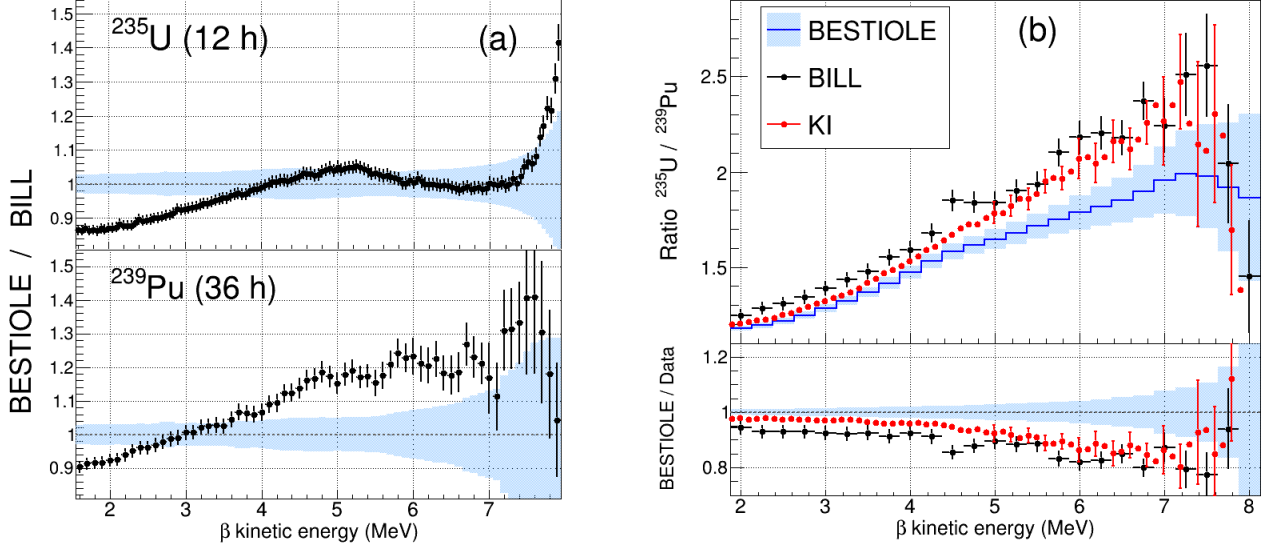 ²³⁵U (12 h)
(a)
1.5
1.4
1.3
1.2
1.1
1
0.9
²³⁹Pu (36 h)
1.5
1.4
1.3
1.2
1.1
1
0.9
2 3 4 5 6 7
β kinetic energy (MeV)
BESTIOLE / BILL
BESTIOLE
BILL
KI
(b)
2.5
2
1.5
Ratio ²³⁵U / ²³⁹Pu
1.2
1
0.8
BESTIOLE / Data
2 3 4 5 6 7 8
β kinetic energy (MeV)